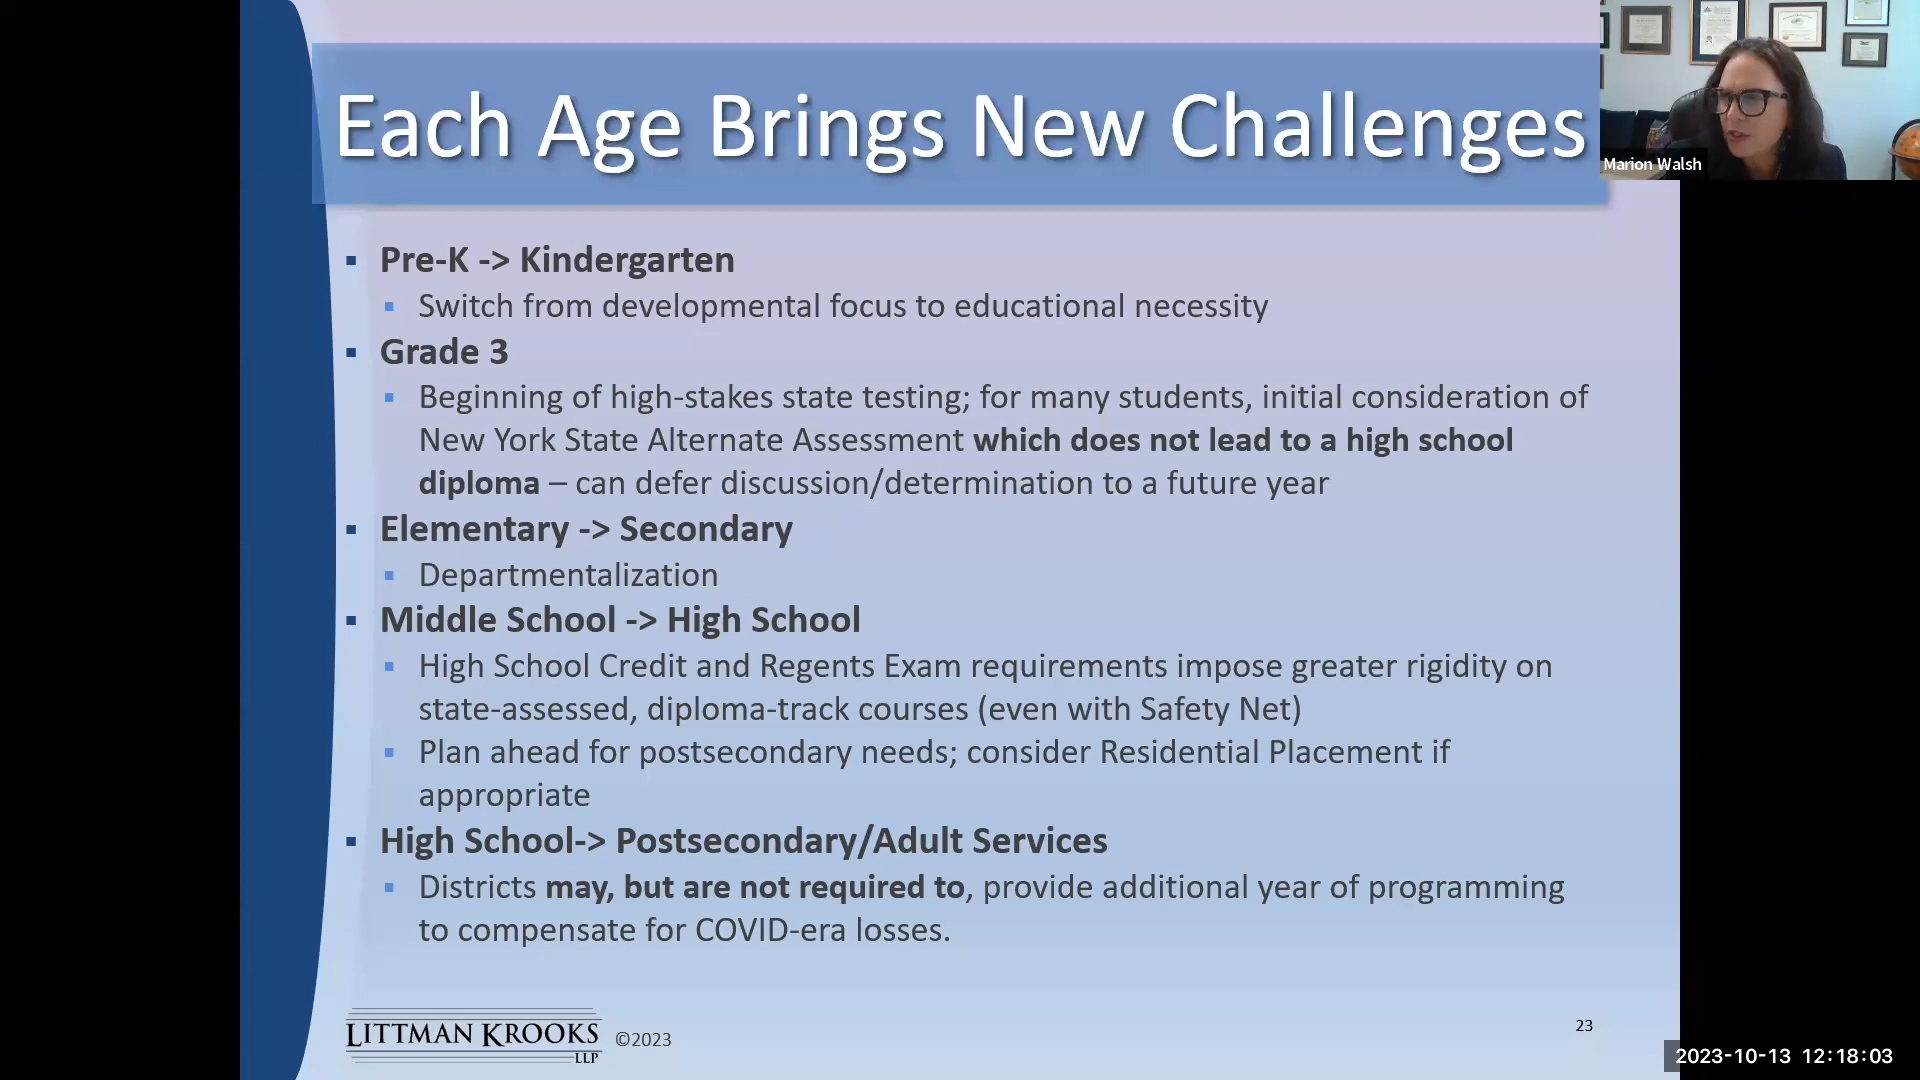 Each Age Brings New Challenges
Marion Walsh
Pre-K -> Kindergarten
Switch from developmental focus to educational necessity
Grade 3
Beginning of high-stakes state testing; for many students, initial consideration of
New York State Alternate Assessment which does not lead to a high school
diploma – can defer discussion/determination to a future year
Elementary -> Secondary
Departmentalization
Middle School -> High School
High School Credit and Regents Exam requirements impose greater rigidity on
state-assessed, diploma-track courses (even with Safety Net)
Plan ahead for postsecondary needs; consider Residential Placement if
appropriate
High School-> Postsecondary/Adult Services
Districts may, but are not required to, provide additional year of programming
to compensate for COVID-era losses.
LITTMAN KROOKS
LLP
©2023
23
2023-10-13 12:18:03